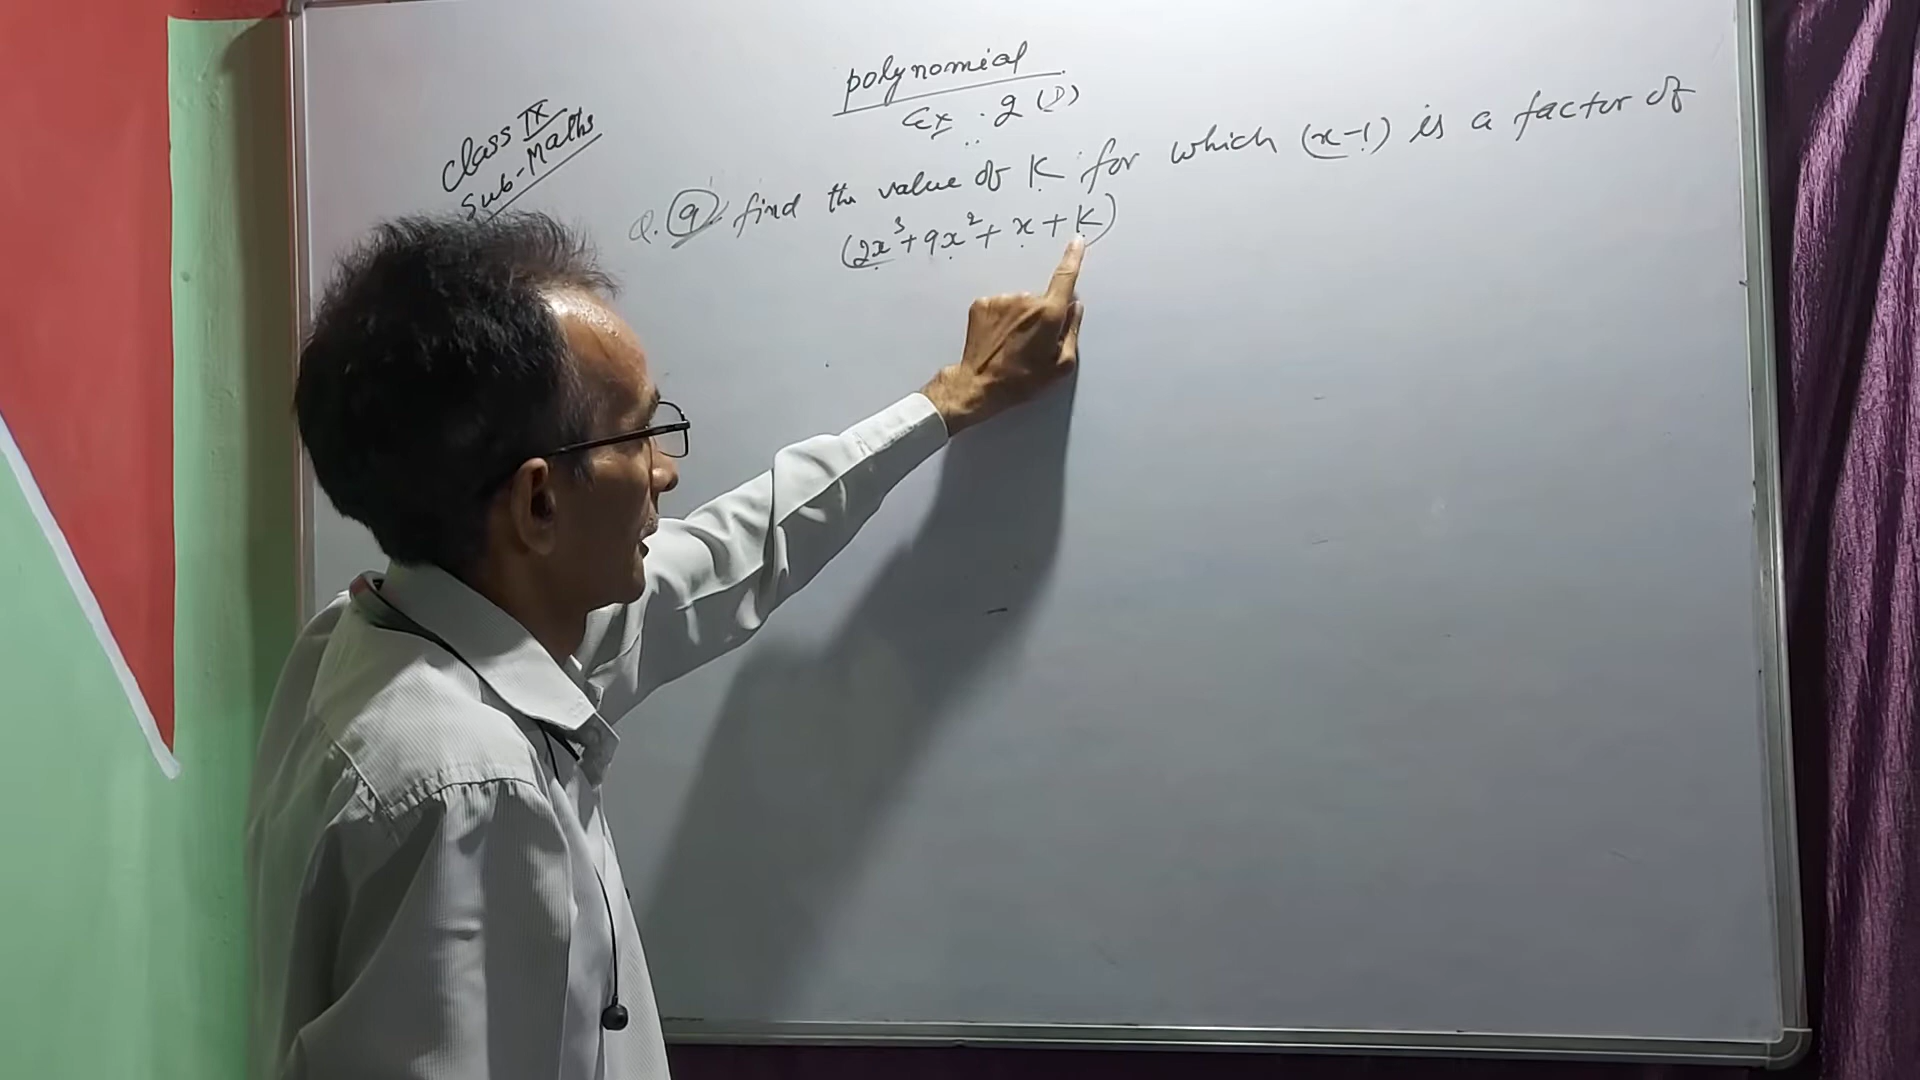 polynomial
Ex. 2(D)
Class IX
Sub-Maths
Q. 9, find the value of K for which (x-1) is a factor of
(2x³+9x²+x+K)